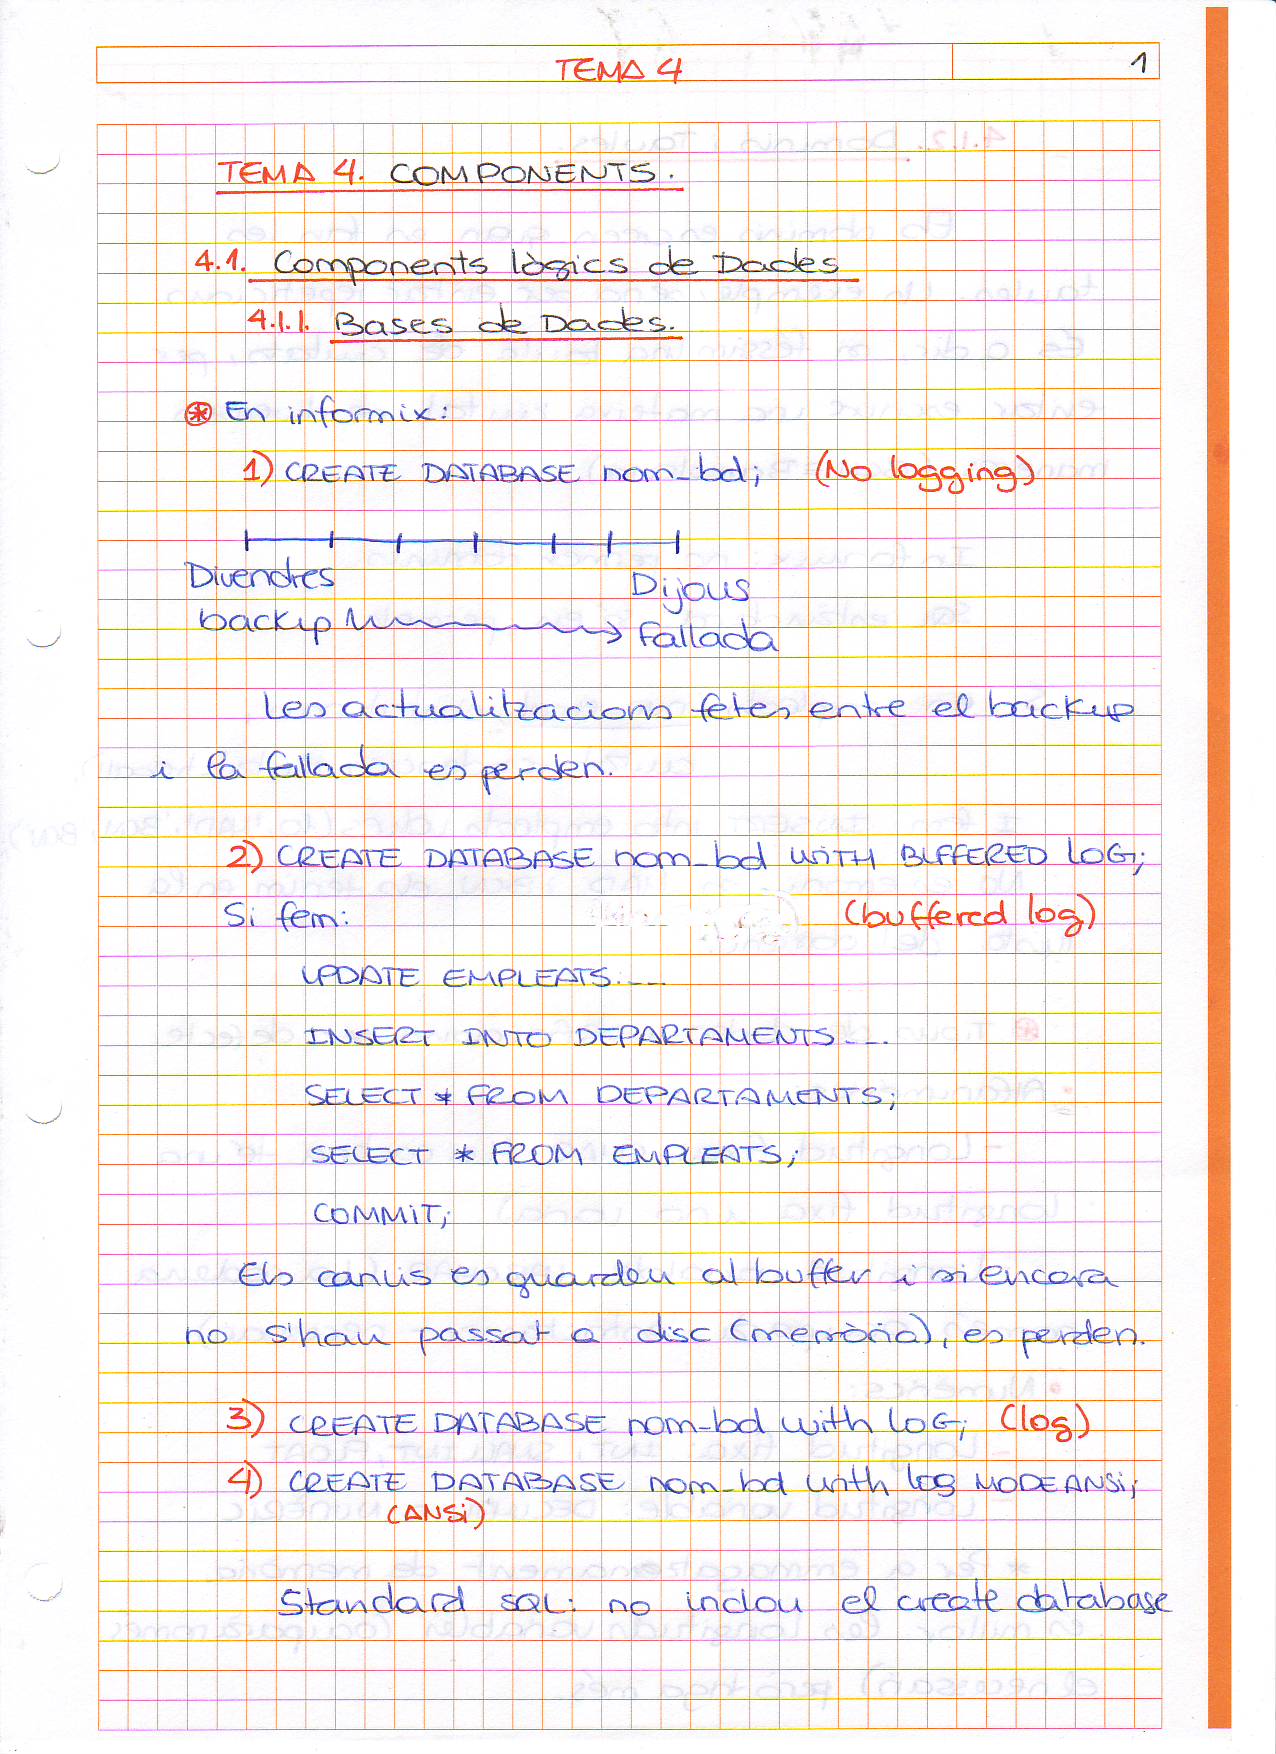 TEMA 4
1
TEMA 4. COMPONENTS.
4.1. Components lògics de Dades
4.1.1. Bases de Dades.
* En informix:
1) CREATE DATABASE nom_bd; (No logging)
Divendres Dijous
backup fallada
Les actualitzacions fetes entre el backup
i la fallada es perden.
2) CREATE DATABASE nom_bd WITH BUFFERED LOG;
Si fem: (buffered log)
UPDATE EMPLEATS....
INSERT INTO DEPARTAMENTS...
SELECT * FROM DEPARTAMENTS;
SELECT * FROM EMPLEATS;
COMMIT;
Els canvis es guarden al buffer i si encara
no s'han passat a disc (memòria), es perden.
3) CREATE DATABASE nom_bd with LOG; (log)
4) CREATE DATABASE nom_bd with log MODE ANSI;
(ANSI)
Standard SQL: no inclou el create database